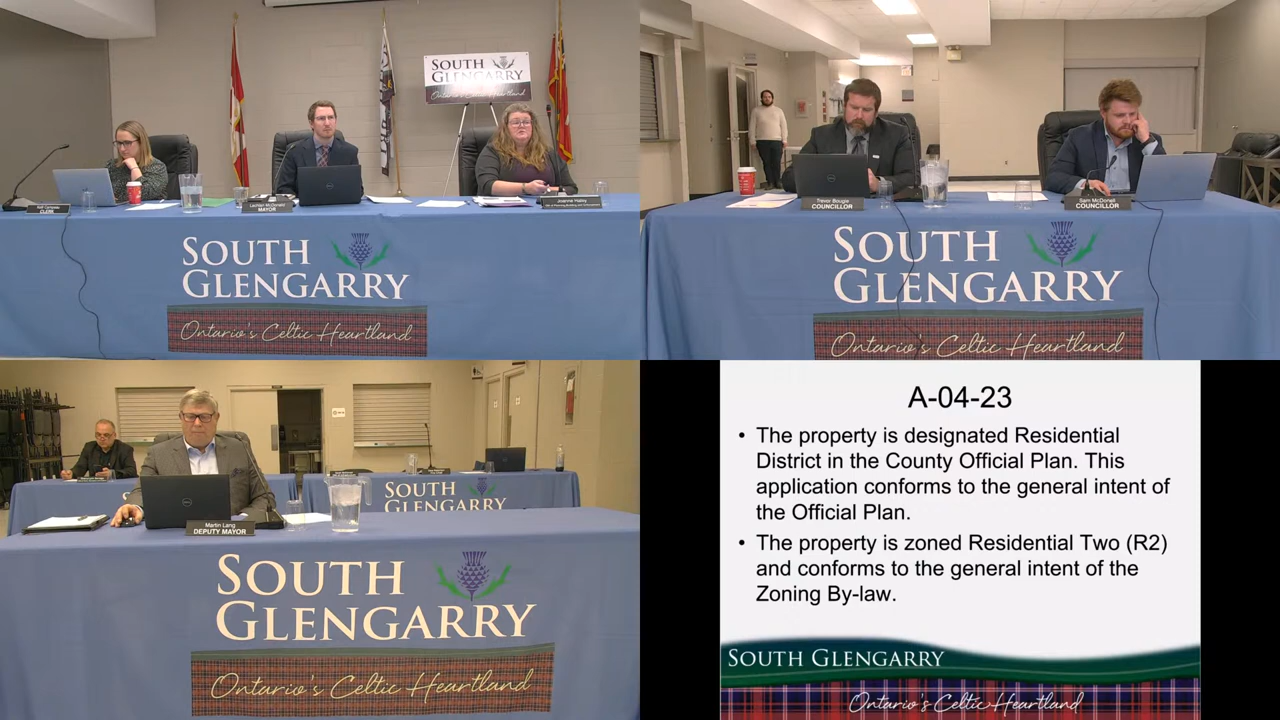 SOUTH
GLENGARRY
Ontario's Celtic Heartland
CLERK
Lachlan McDonald
MAYOR
Joanne Haley
SOUTH
GLENGARRY
Ontario's Celtic Heartland
Trevor Bougie
COUNCILLOR
Sam McDonell
COUNCILLOR
SOUTH
GLENGARRY
Ontario's Celtic Heartland
SOUTH
GLENGARRY
Martin Lang
DEPUTY MAYOR
SOUTH
GLENGARRY
Ontario's Celtic Heartland
A-04-23
• The property is designated Residential
District in the County Official Plan. This
application conforms to the general intent of
the Official Plan.
• The property is zoned Residential Two (R2)
and conforms to the general intent of the
Zoning By-law.
SOUTH GLENGARRY
Ontario's Celtic Heartland